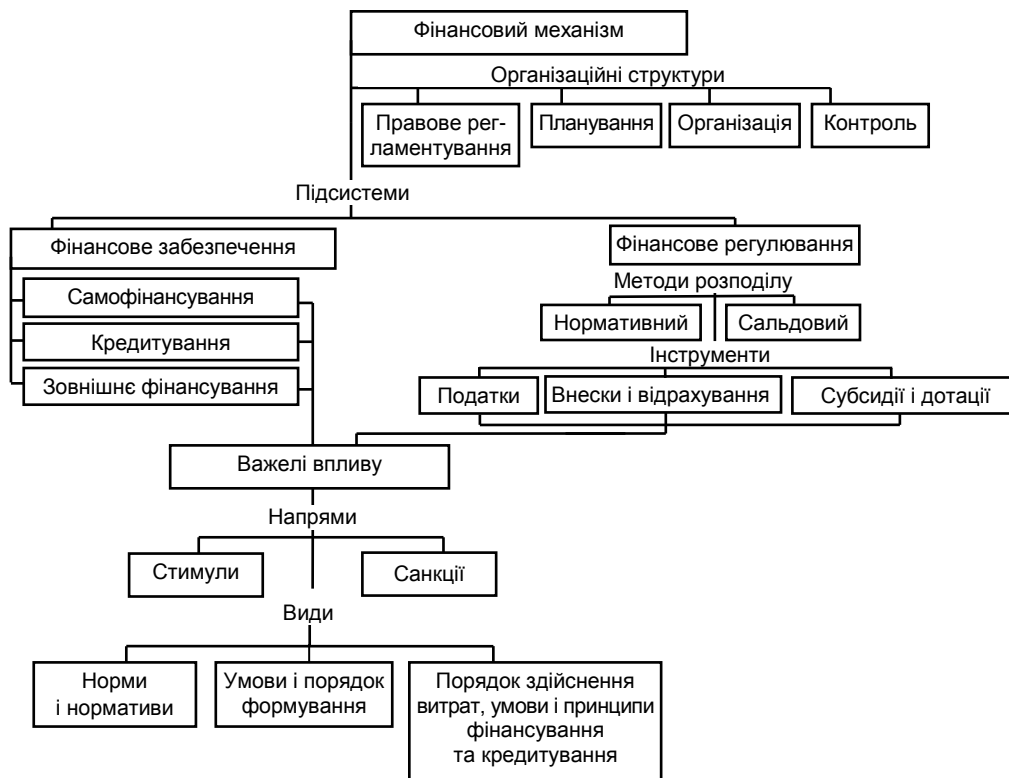 Фінансовий механізм
Організаційні структури
Правове рег-
ламентування
Планування
Організація
Контроль
Підсистеми
Фінансове забезпечення
Фінансове регулювання
Самофінансування
Кредитування
Зовнішнє фінансування
Методи розподілу
Нормативний
Сальдовий
Інструменти
Податки
Внески і відрахування
Субсидії і дотації
Важелі впливу
Напрями
Стимули
Санкції
Види
Норми
і нормативи
Умови і порядок
формування
Порядок здійснення
витрат, умови і принципи
фінансування
та кредитування